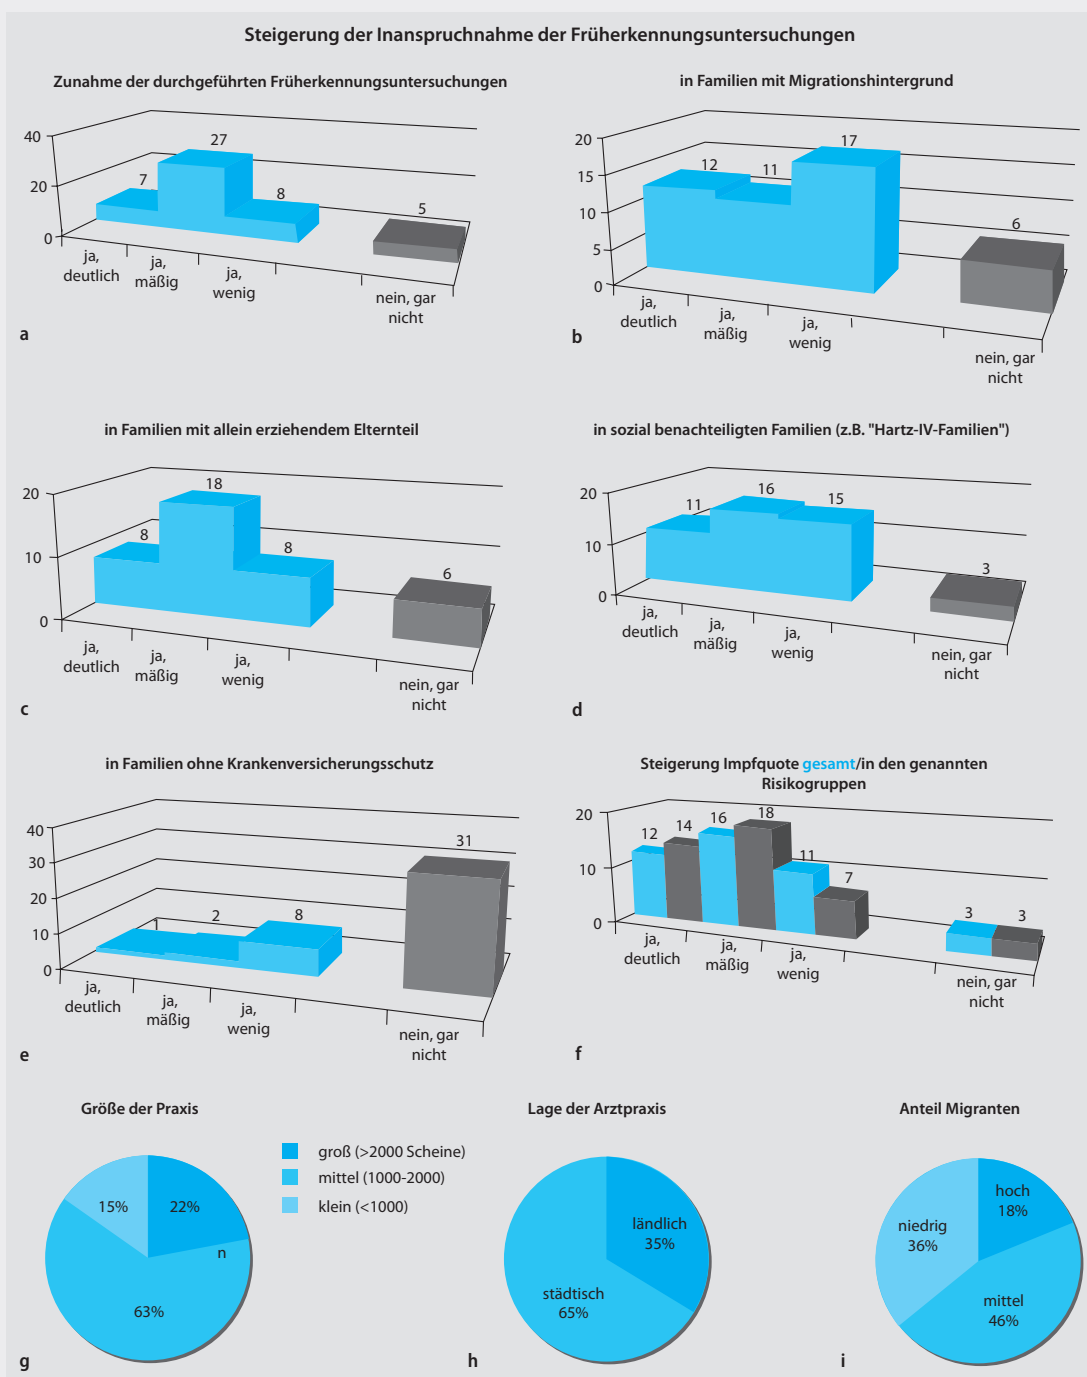 Steigerung der Inanspruchnahme der Früherkennungsuntersuchungen
Zunahme der durchgeführten Früherkennungsuntersuchungen
40
20
0
7
27
8
5
ja,
deutlich
ja,
mäßig
ja,
wenig
nein, gar
nicht
a
in Familien mit Migrationshintergrund
20
15
10
5
0
12
11
17
6
ja,
deutlich
ja,
mäßig
ja,
wenig
nein, gar
nicht
b
in Familien mit allein erziehendem Elternteil
20
10
0
8
18
8
6
ja,
deutlich
ja,
mäßig
ja,
wenig
nein, gar
nicht
c
in sozial benachteiligten Familien (z.B. "Hartz-IV-Familien")
20
10
0
11
16
15
3
ja,
deutlich
ja,
mäßig
ja,
wenig
nein, gar
nicht
d
in Familien ohne Krankenversicherungsschutz
40
30
20
10
0
1
2
8
31
ja,
deutlich
ja,
mäßig
ja,
wenig
nein, gar
nicht
e
Steigerung Impfquote gesamt/in den genannten
Risikogruppen
20
10
0
12
14
16
18
11
7
3
3
ja,
deutlich
ja,
mäßig
ja,
wenig
nein, gar
nicht
f
Größe der Praxis
15%
22%
n
63%
groß (>2000 Scheine)
mittel (1000-2000)
klein (<1000)
g
Lage der Arztpraxis
ländlich
35%
städtisch
65%
h
Anteil Migranten
hoch
18%
niedrig
36%
mittel
46%
i